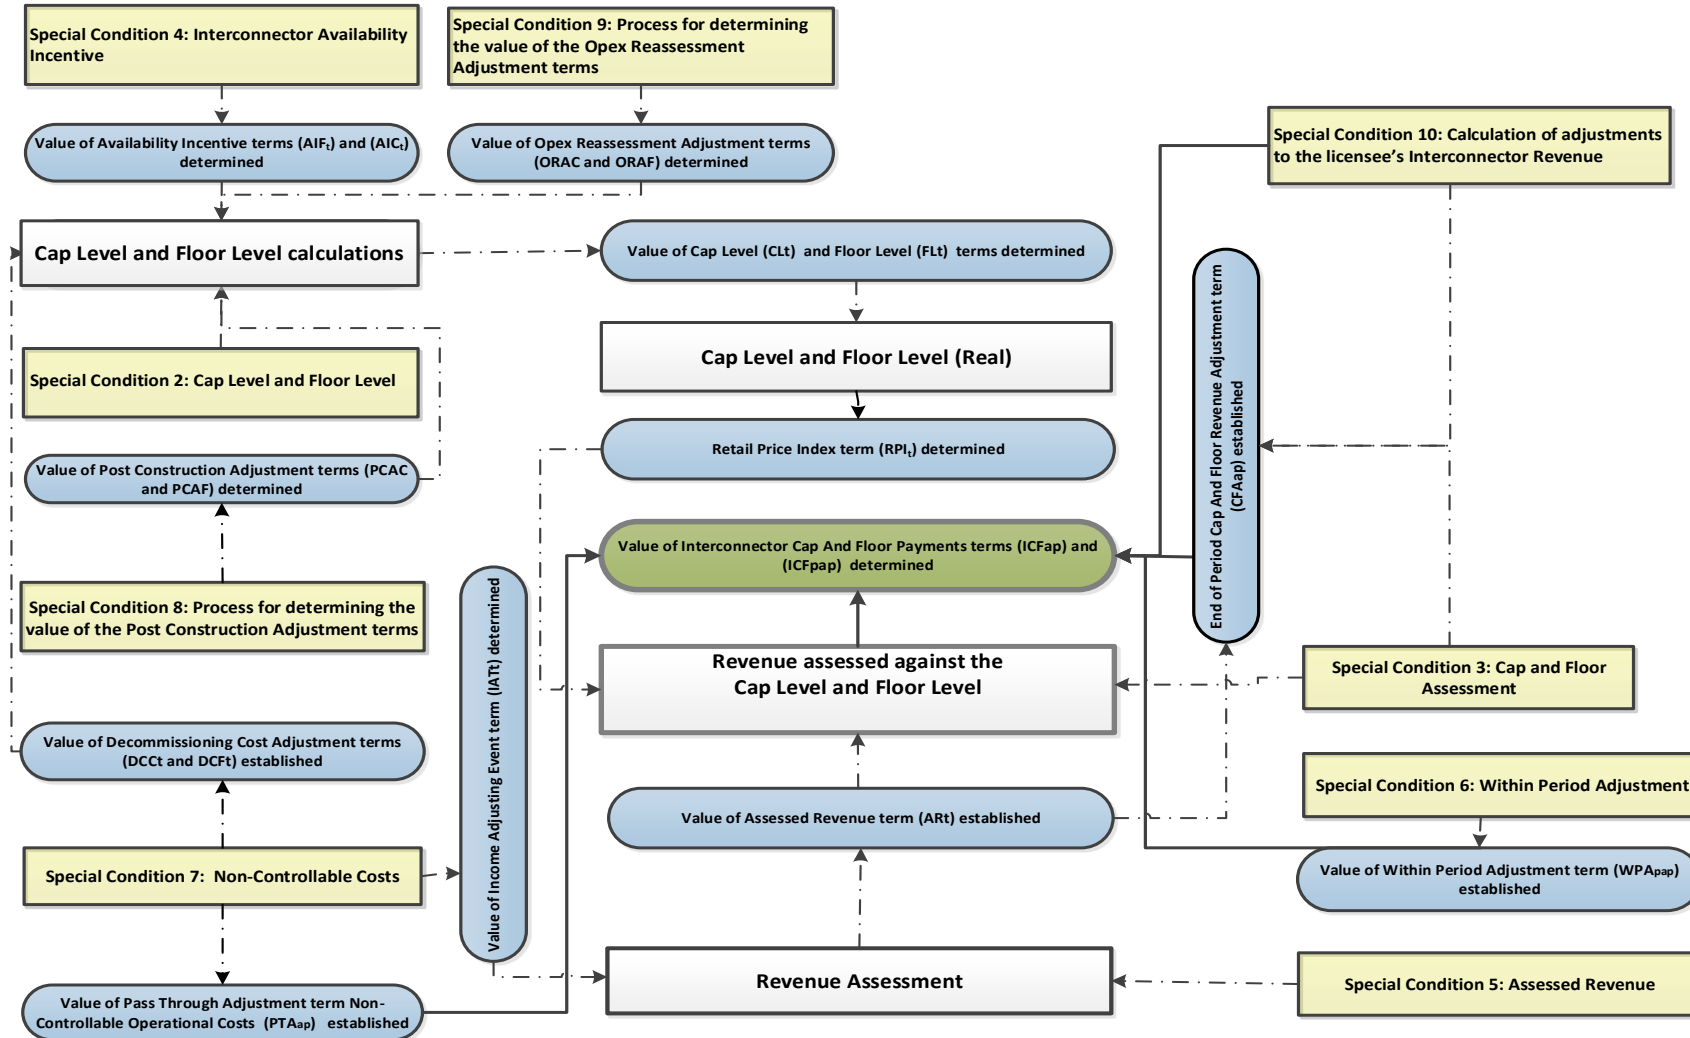 Special Condition 4: Interconnector Availability
Incentive
Special Condition 9: Process for determining
the value of the Opex Reassessment
Adjustment terms
Special Condition 10: Calculation of adjustments
to the licensee’s Interconnector Revenue
Value of Availability Incentive terms (AIFt) and (AICt)
determined
Value of Opex Reassessment Adjustment terms
(ORAC and ORAF) determined
Cap Level and Floor Level calculations
Value of Cap Level (CLt) and Floor Level (FLt) terms determined
Cap Level and Floor Level (Real)
Special Condition 2: Cap Level and Floor Level
Retail Price Index term (RPIt) determined
End of Period Cap And Floor Revenue Adjustment term
(CFAap) established
Value of Post Construction Adjustment terms (PCAC
and PCAF) determined
Value of Interconnector Cap And Floor Payments terms (ICFap) and
(ICFpap) determined
Special Condition 8: Process for determining the
value of the Post Construction Adjustment terms
Value of Income Adjusting Event term (IATt) determined
Revenue assessed against the
Cap Level and Floor Level
Special Condition 3: Cap and Floor
Assessment
Value of Decommissioning Cost Adjustment terms
(DCCt and DCFt) established
Special Condition 6: Within Period Adjustment
Value of Assessed Revenue term (ARt) established
Special Condition 7: Non-Controllable Costs
Value of Within Period Adjustment term (WPApap)
established
Revenue Assessment
Special Condition 5: Assessed Revenue
Value of Pass Through Adjustment term Non-
Controllable Operational Costs (PTAap) established